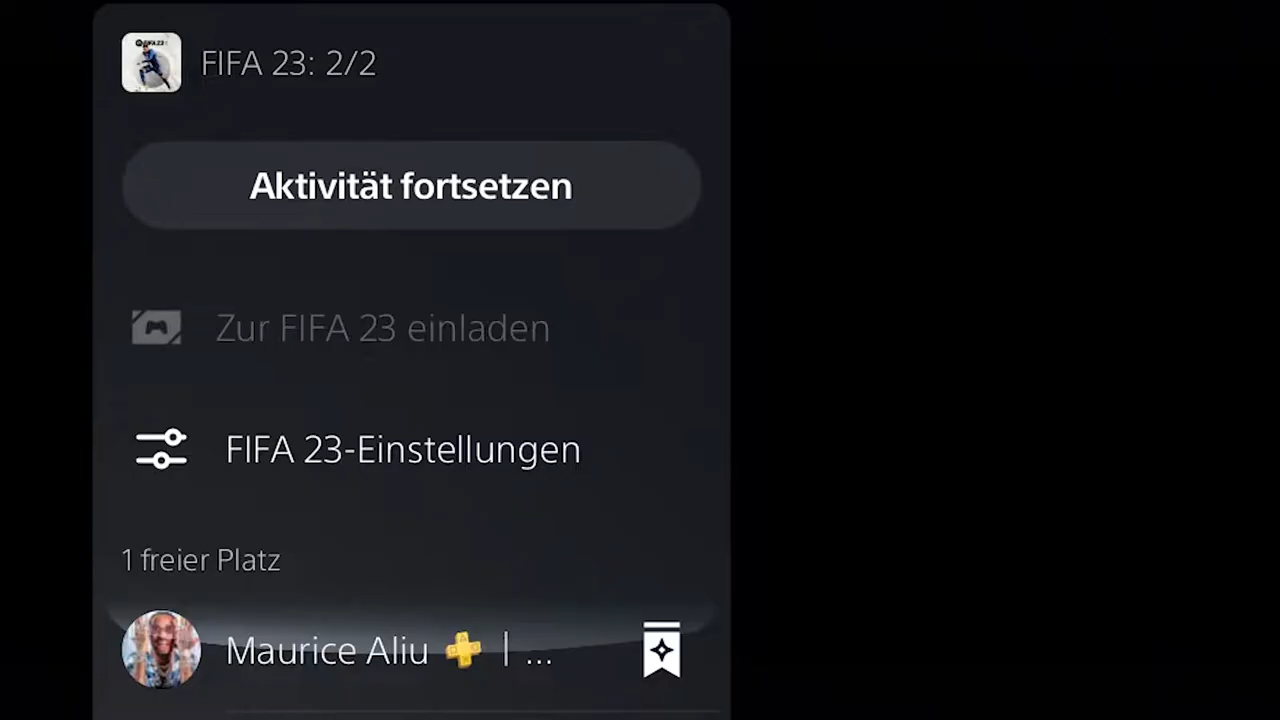 FIFA 23: 2/2
Aktivität fortsetzen
Zur FIFA 23 einladen
FIFA 23-Einstellungen
1 freier Platz
Maurice Aliu | ...